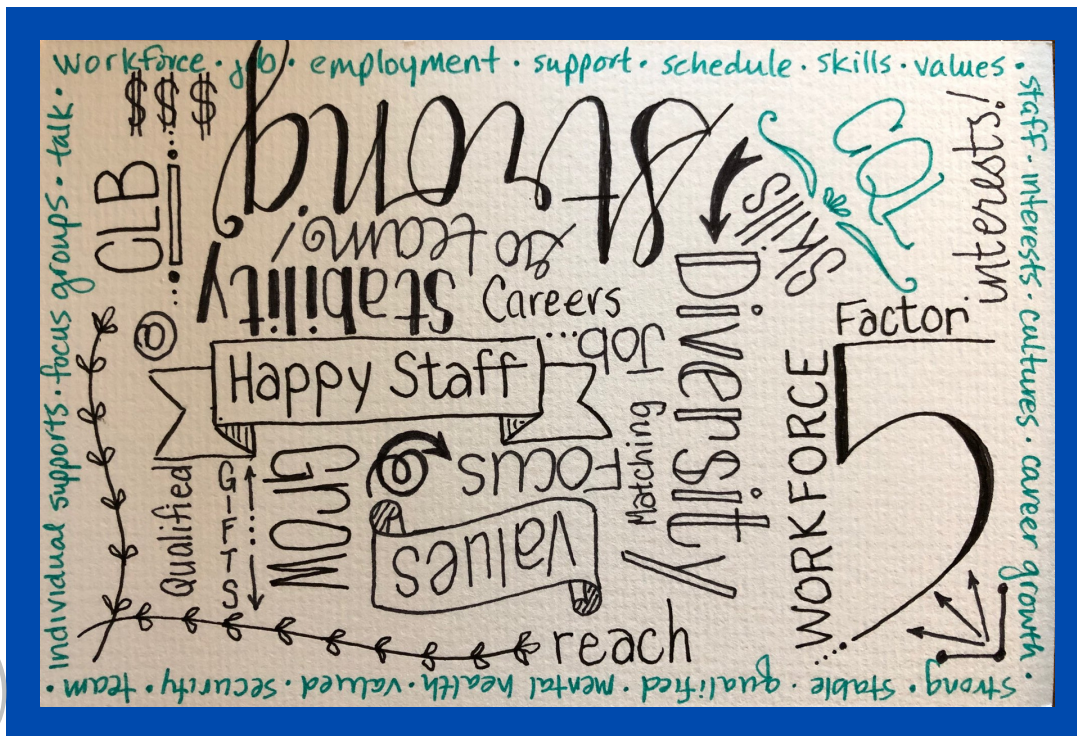 workforce · job · employment · support · schedule · skills · values ·
staff · interests · cultures · career growth ·
strong · stable · qualified · mental health · valued · security · team ·
individual supports · focus groups · talk ·
$$$
CLB
strong
go team!
Stability
Careers
skills
CQL
interests!
Diversity
Job...
Matching
@
Happy Staff
Qualified
GIFTS
Grow
Focus
Values
reach
Factor
5
WORKFORCE...